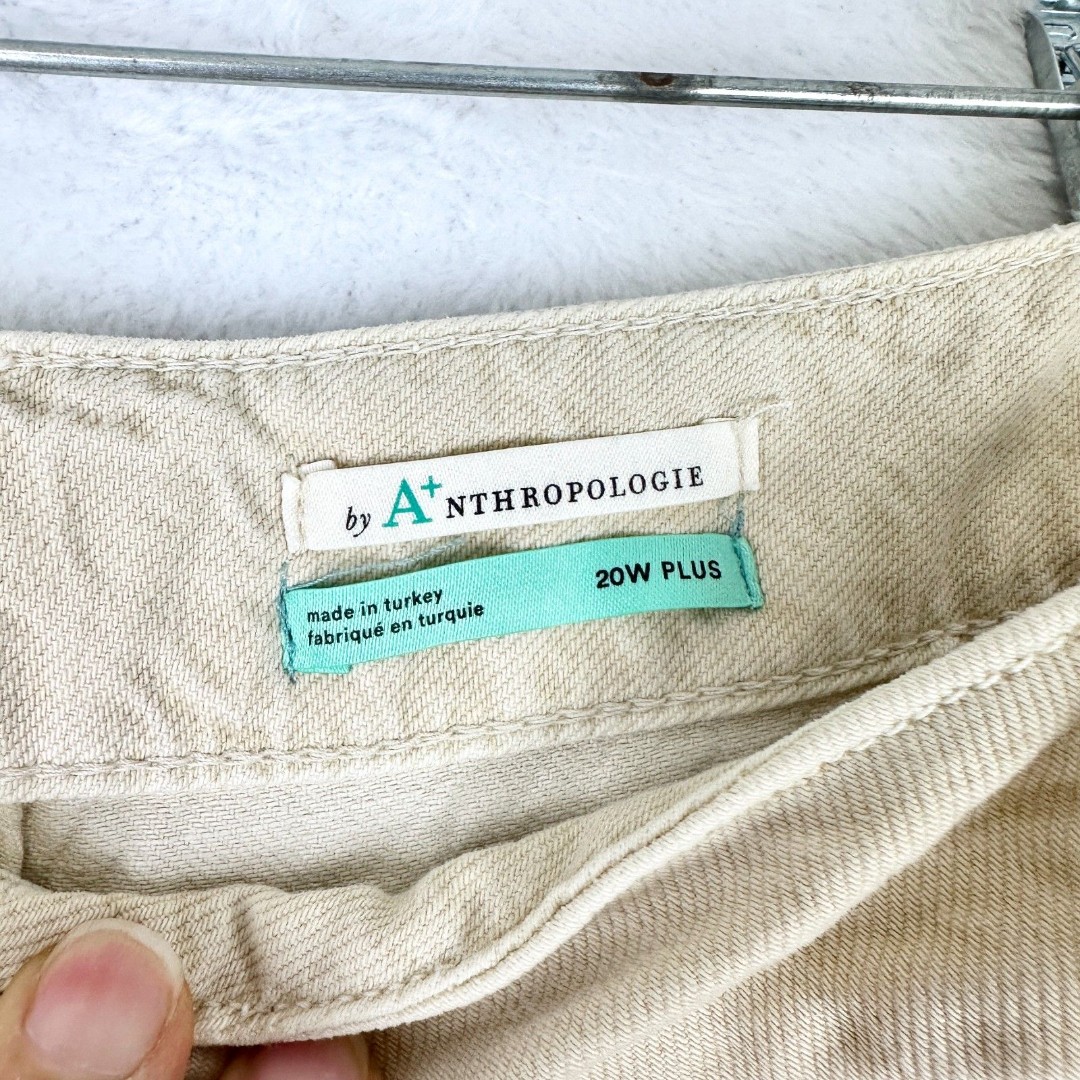 by A+NTHROPOLOGIE
20W PLUS
made in turkey
fabriqué en turquie